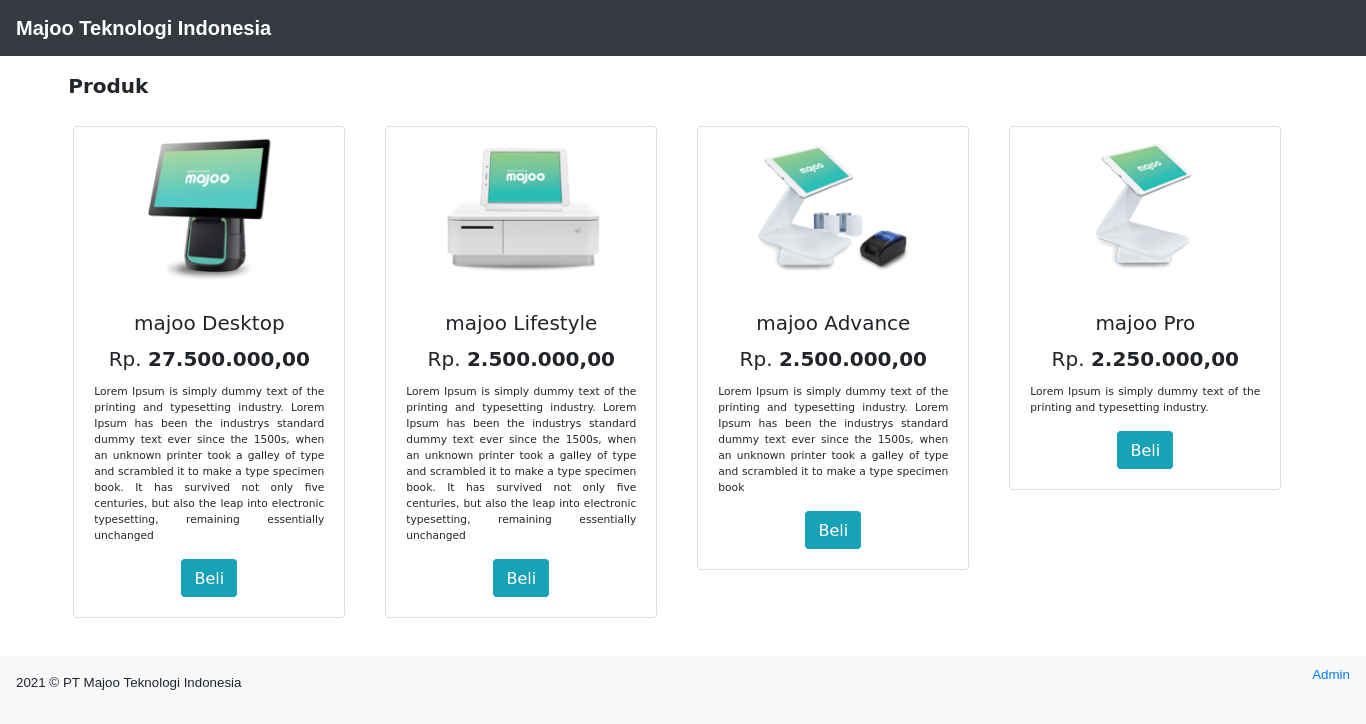 Majoo Teknologi Indonesia
Produk
majoo
majoo Desktop
Rp. 27.500.000,00
Lorem Ipsum is simply dummy text of the
printing and typesetting industry. Lorem
Ipsum has been the industrys standard
dummy text ever since the 1500s, when
an unknown printer took a galley of type
and scrambled it to make a type specimen
book. It has survived not only five
centuries, but also the leap into electronic
typesetting, remaining essentially
unchanged
Beli
majoo
majoo Lifestyle
Rp. 2.500.000,00
Lorem Ipsum is simply dummy text of the
printing and typesetting industry. Lorem
Ipsum has been the industrys standard
dummy text ever since the 1500s, when
an unknown printer took a galley of type
and scrambled it to make a type specimen
book. It has survived not only five
centuries, but also the leap into electronic
typesetting, remaining essentially
unchanged
Beli
majoo
majoo Advance
Rp. 2.500.000,00
Lorem Ipsum is simply dummy text of the
printing and typesetting industry. Lorem
Ipsum has been the industrys standard
dummy text ever since the 1500s, when
an unknown printer took a galley of type
and scrambled it to make a type specimen
book
Beli
majoo
majoo Pro
Rp. 2.250.000,00
Lorem Ipsum is simply dummy text of the
printing and typesetting industry.
Beli
2021 © PT Majoo Teknologi Indonesia
Admin